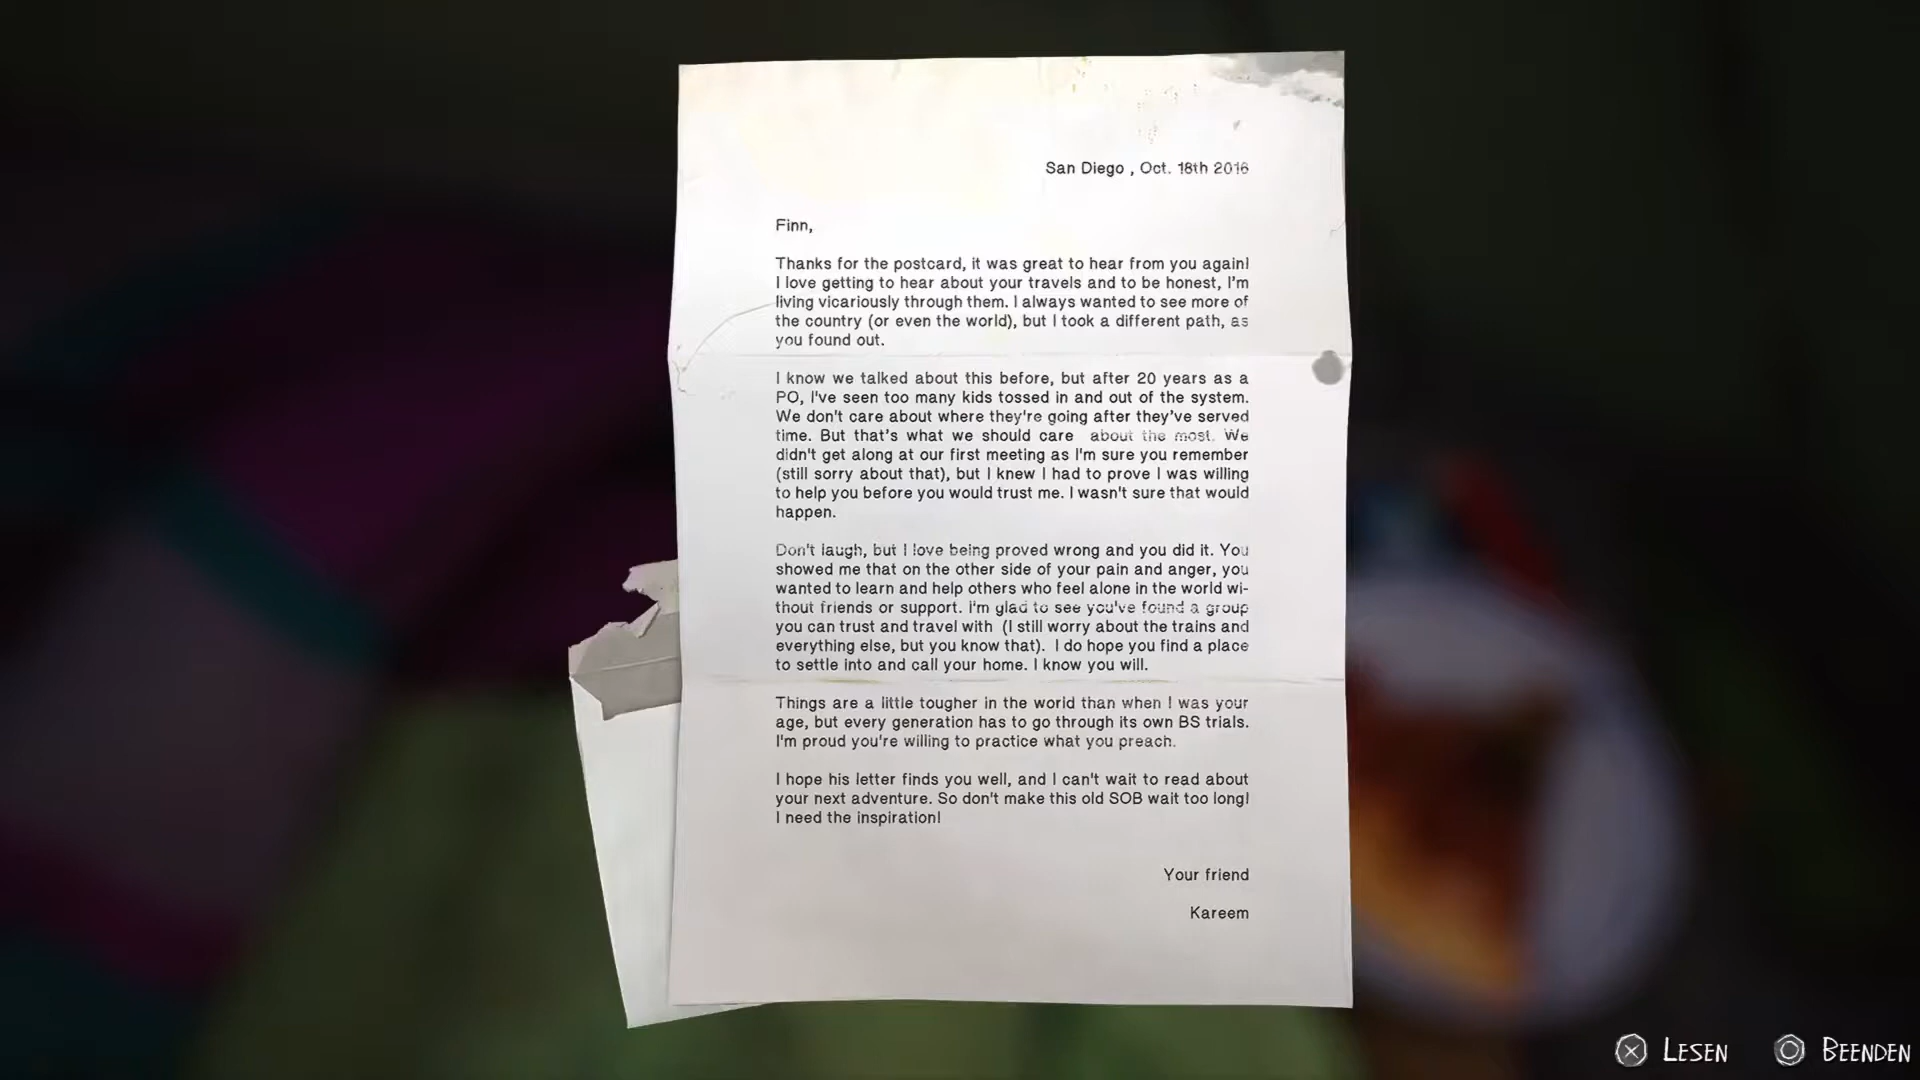 San Diego , Oct. 18th 2016
Finn,
Thanks for the postcard, it was great to hear from you again!
I love getting to hear about your travels and to be honest, I'm
living vicariously through them. I always wanted to see more of
the country (or even the world), but I took a different path, as
you found out.
I know we talked about this before, but after 20 years as a
PO, I've seen too many kids tossed in and out of the system.
We don't care about where they're going after they've served
time. But that's what we should care about the most. We
didn't get along at our first meeting as I'm sure you remember
(still sorry about that), but I knew I had to prove I was willing
to help you before you would trust me. I wasn't sure that would
happen.
Don't laugh, but I love being proved wrong and you did it. You
showed me that on the other side of your pain and anger, you
wanted to learn and help others who feel alone in the world wi-
thout friends or support. I'm glad to see you've found a group
you can trust and travel with (I still worry about the trains and
everything else, but you know that). I do hope you find a place
to settle into and call your home. I know you will.
Things are a little tougher in the world than when I was your
age, but every generation has to go through its own BS trials.
I'm proud you're willing to practice what you preach.
I hope his letter finds you well, and I can't wait to read about
your next adventure. So don't make this old SOB wait too long!
I need the inspiration!
Your friend
Kareem
LESEN BEENDEN